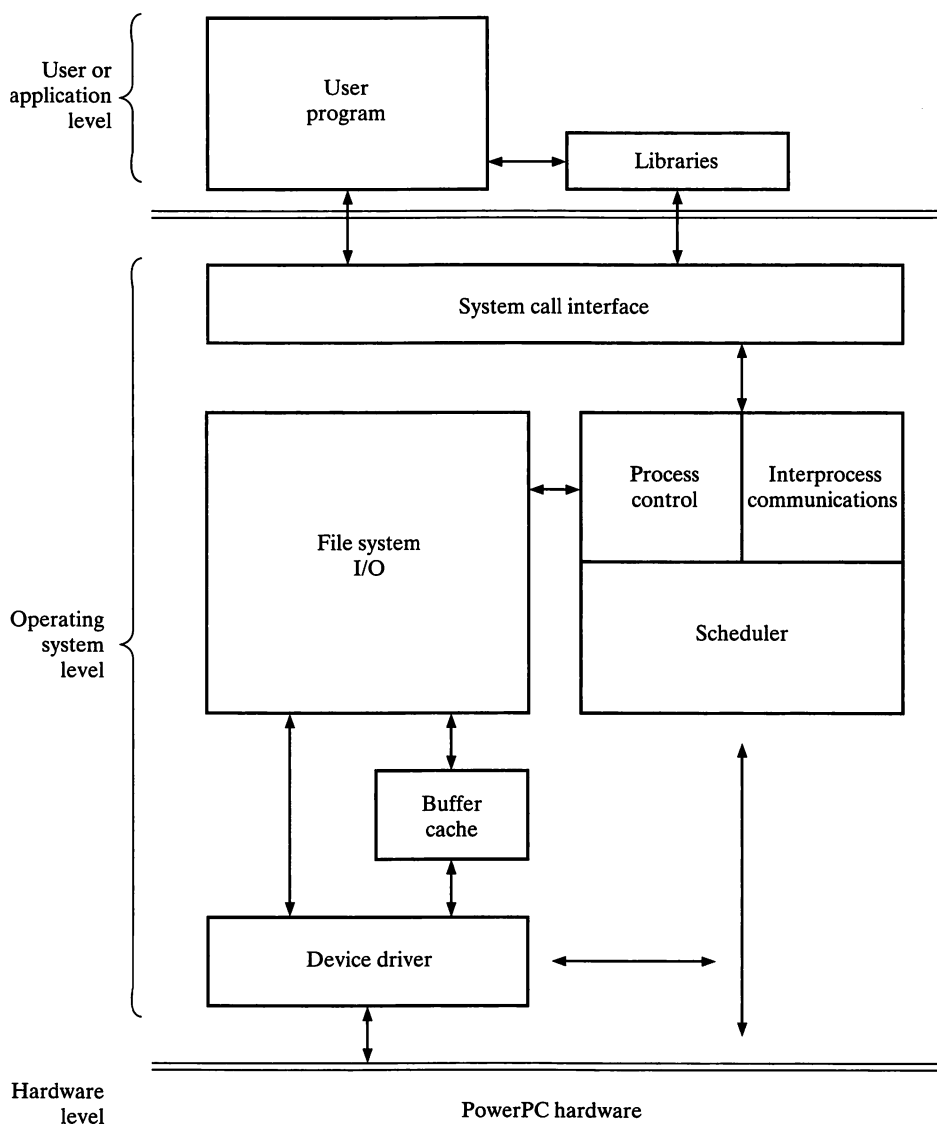 User or
application
level
User
program
Libraries
System call interface
Process
control
Interprocess
communications
File system
I/O
Scheduler
Operating
system
level
Buffer
cache
Device driver
Hardware
level
PowerPC hardware